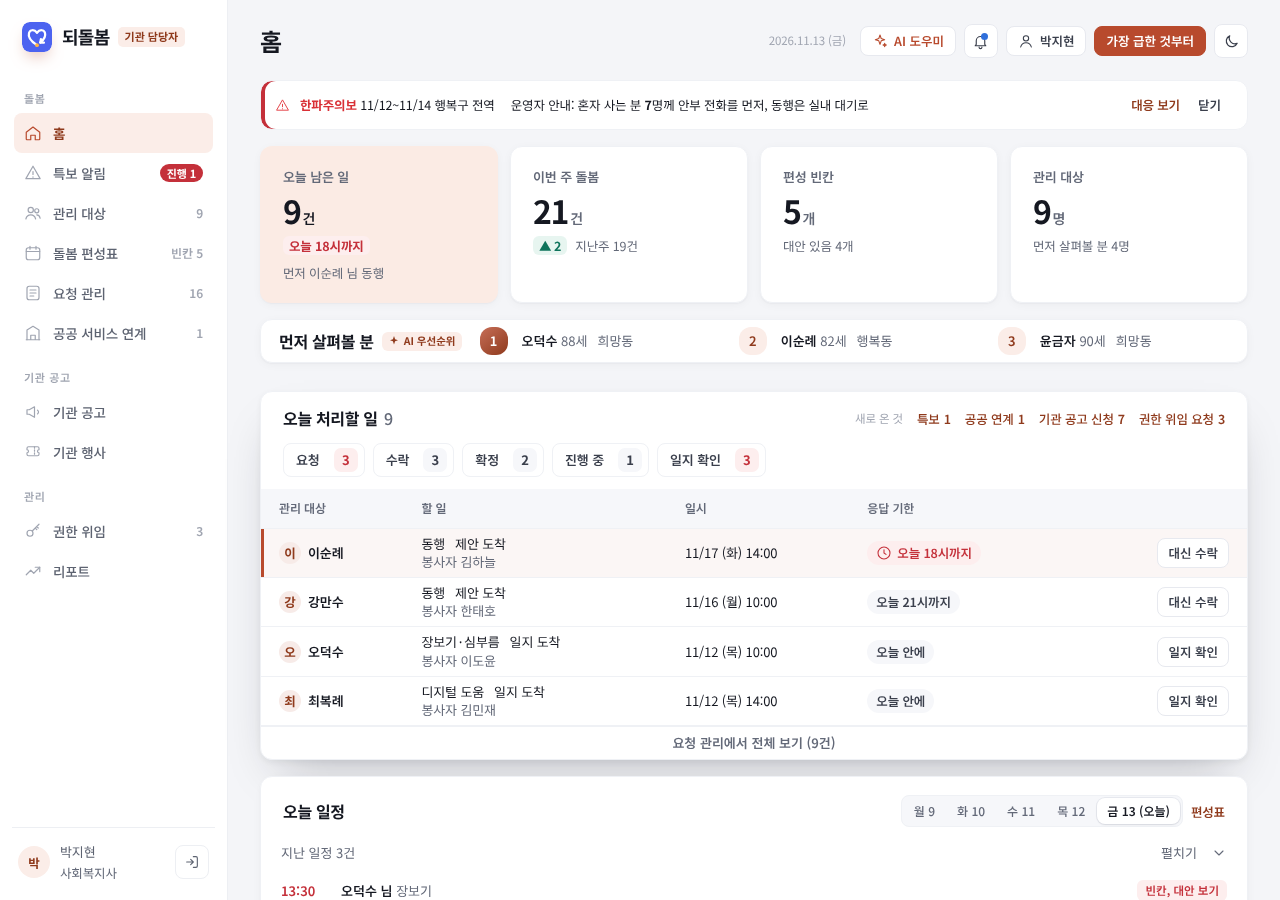 되돌봄 기관 담당자
돌봄
홈
특보 알림 진행 1
관리 대상 9
돌봄 편성표 빈칸 5
요청 관리 16
공공 서비스 연계 1
기관 공고
기관 공고
기관 행사
관리
권한 위임 3
리포트
박 박지현
사회복지사
홈
2026.11.13 (금) AI 도우미 박지현 가장 급한 것부터
한파주의보 11/12~11/14 행복구 전역 운영자 안내: 혼자 사는 분 7명께 안부 전화를 먼저, 동행은 실내 대기로 대응 보기 닫기
오늘 남은 일
9건
오늘 18시까지
먼저 이순례 님 동행
이번 주 돌봄
21건
▲2 지난주 19건
편성 빈칸
5개
대안 있음 4개
관리 대상
9명
먼저 살펴볼 분 4명
먼저 살펴볼 분 AI 우선순위 1 오덕수 88세 희망동 2 이순례 82세 행복동 3 윤금자 90세 희망동
오늘 처리할 일 9 새로 온 것 특보 1 공공 연계 1 기관 공고 신청 7 권한 위임 요청 3
요청 3 수락 3 확정 2 진행 중 1 일지 확인 3
관리 대상 할 일 일시 응답 기한
이 이순례 동행 제안 도착 11/17 (화) 14:00 오늘 18시까지 대신 수락
봉사자 김하늘
강 강만수 동행 제안 도착 11/16 (월) 10:00 오늘 21시까지 대신 수락
봉사자 한태호
오 오덕수 장보기·심부름 일지 도착 11/12 (목) 10:00 오늘 안에 일지 확인
봉사자 이도윤
최 최복례 디지털 도움 일지 도착 11/12 (목) 14:00 오늘 안에 일지 확인
봉사자 김민재
요청 관리에서 전체 보기 (9건)
오늘 일정 월 9 화 10 수 11 목 12 금 13 (오늘) 편성표
지난 일정 3건 펼치기
13:30 오덕수 님 장보기 빈칸, 대안 보기